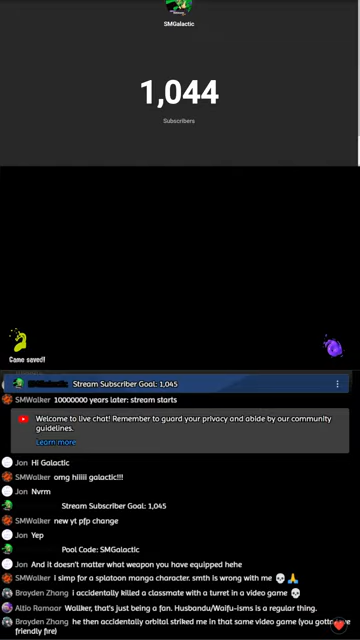 SMGalactic
1,044
Subscribers
Game saved!
SMGalactic Stream Subscriber Goal: 1,045
SMWalker 10000000 years later: stream starts
Welcome to live chat! Remember to guard your privacy and abide by our community
guidelines.
Learn more
Jon Hi Galactic
SMWalker omg hiiiii galactic!!!
Jon Nvrm
Stream Subscriber Goal: 1,045
SMWalker new yt pfp change
Jon Yep
Pool Code: SMGalactic
Jon And it doesn't matter what weapon you have equipped hehe
SMWalker i simp for a splatoon manga character. smth is wrong with me 💀🙏
Brayden Zhang i accidentally killed a classmate with a turret in a video game 💀
Altio Ramaar Wallker, that's just being a fan. Husbandu/Waifu-isms is a regular thing.
Brayden Zhang he then accidentally orbital striked me in that same video game (you gotta love
friendly fire)